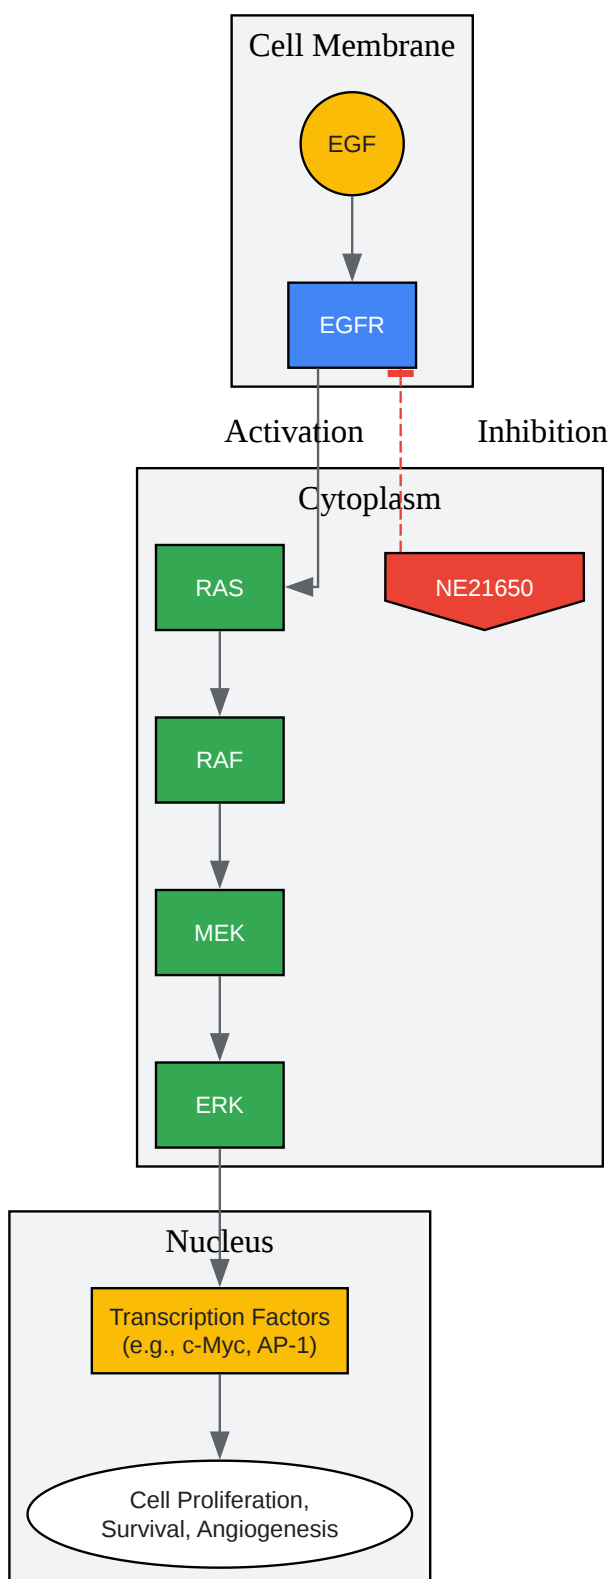 Cell Membrane
EGF
EGFR
Activation
Inhibition
Cytoplasm
RAS
NE21650
RAF
MEK
ERK
Nucleus
Transcription Factors
(e.g., c-Myc, AP-1)
Cell Proliferation,
Survival, Angiogenesis